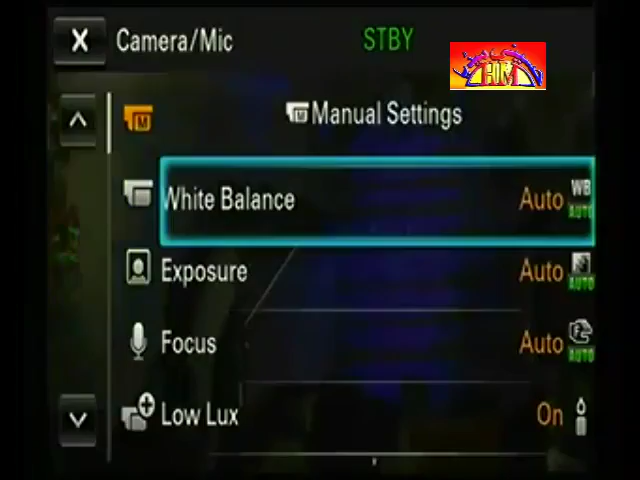 X Camera/Mic STBY
HM
M M Manual Settings
White Balance Auto WB AUTO
Exposure Auto AUTO
Focus Auto AUTO
Low Lux On